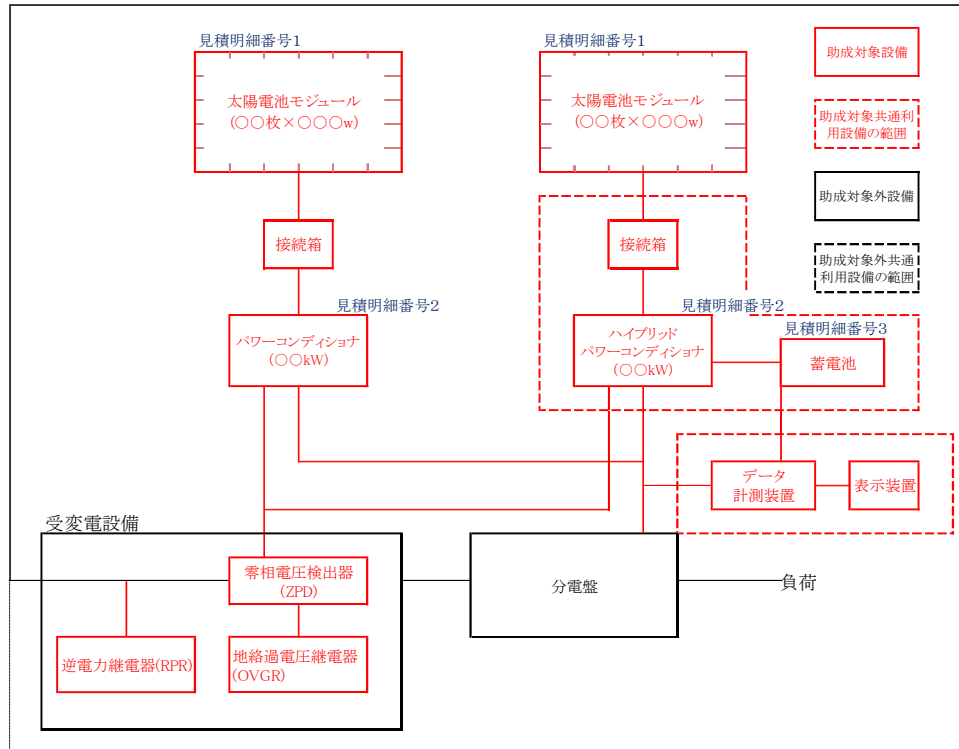 見積明細番号1
見積明細番号1
太陽電池モジュール
(〇〇枚×〇〇〇w)
太陽電池モジュール
(〇〇枚×〇〇〇w)
助成対象設備
助成対象共通利
用設備の範囲
助成対象外設備
助成対象外共通
利用設備の範囲
接続箱
接続箱
見積明細番号2
パワーコンディショナ
(〇〇kW)
見積明細番号2
ハイブリッド
パワーコンディショナ
(〇〇kW)
見積明細番号3
蓄電池
データ
計測装置
表示装置
受変電設備
零相電圧検出器
(ZPD)
逆電力継電器(RPR)
地絡過電圧継電器
(OVGR)
分電盤
負荷